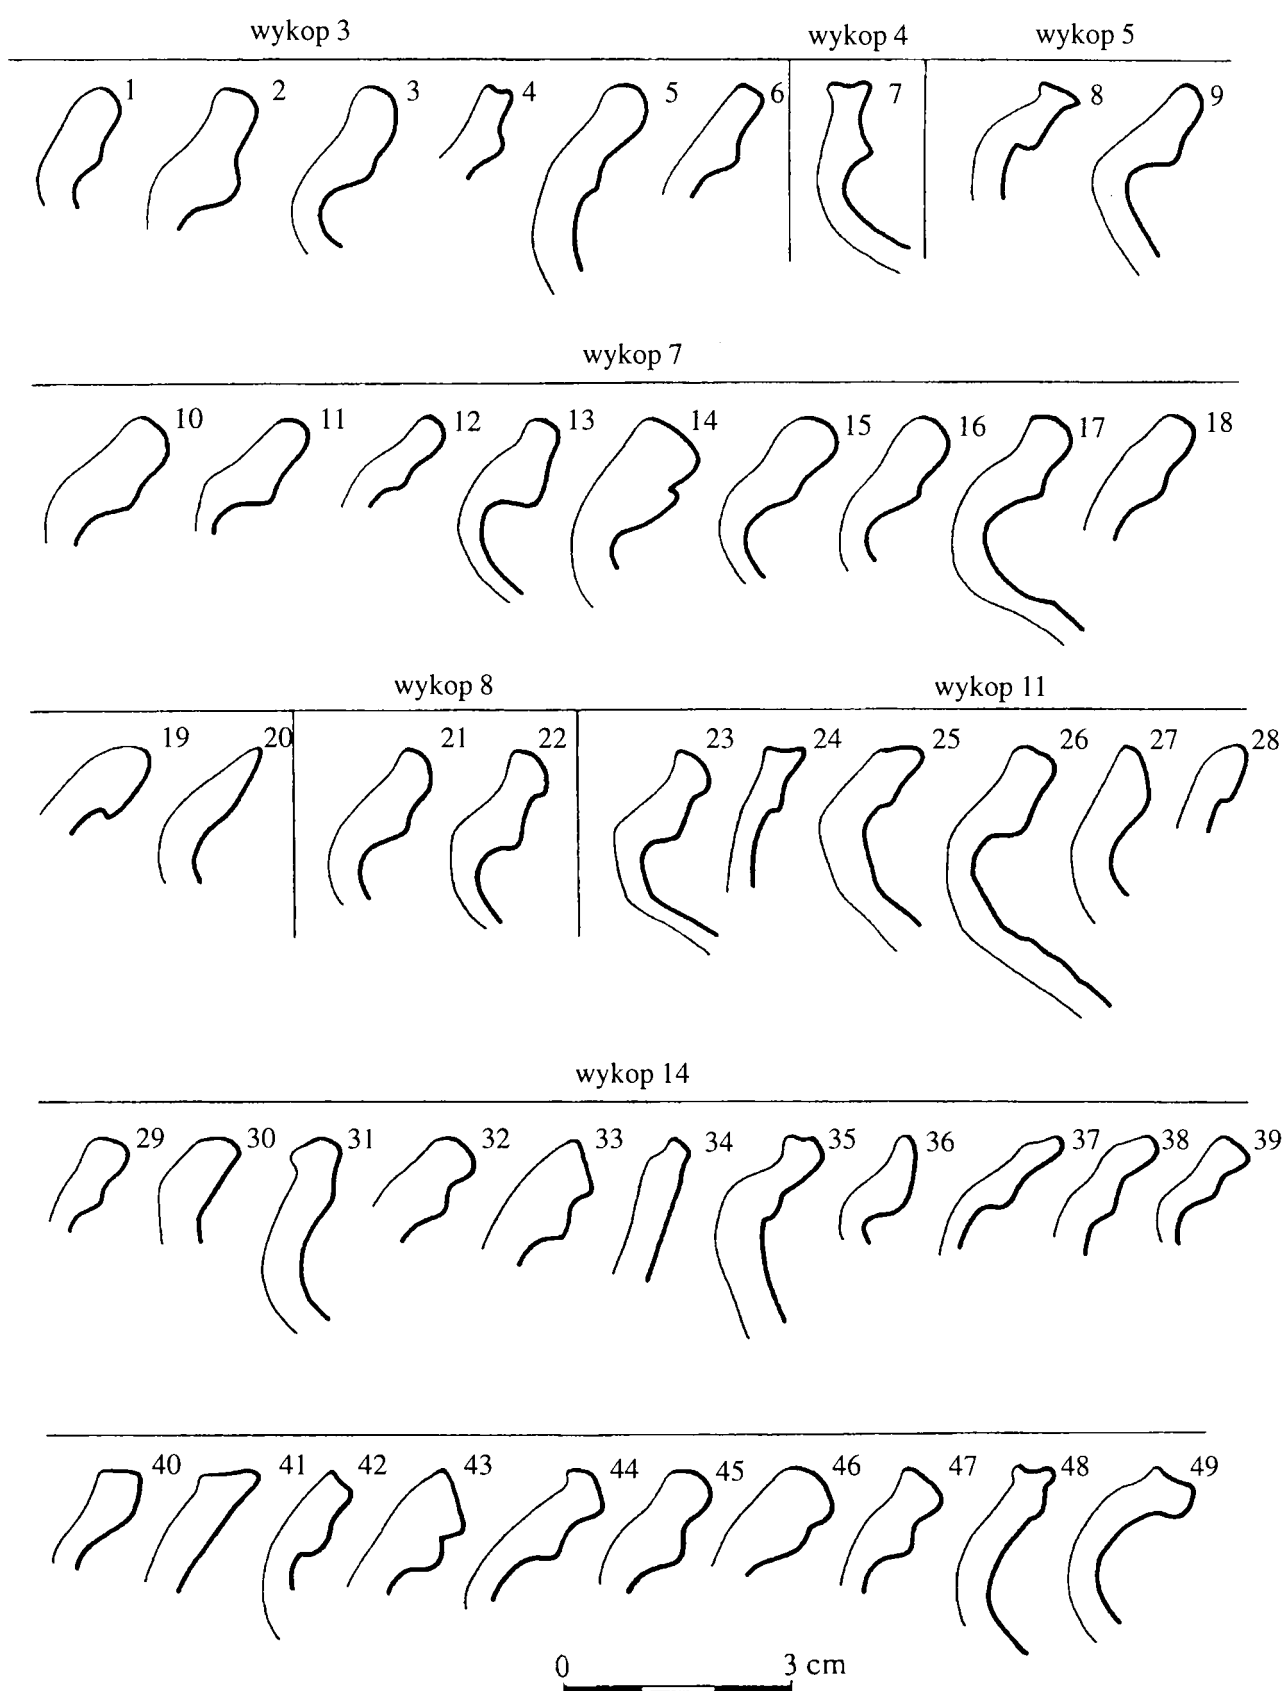 wykop 3 wykop 4 wykop 5
1 2 3 4 5 6 7 8 9
wykop 7
10 11 12 13 14 15 16 17 18
wykop 8 wykop 11
19 20 21 22 23 24 25 26 27 28
wykop 14
29 30 31 32 33 34 35 36 37 38 39
40 41 42 43 44 45 46 47 48 49
0 3 cm